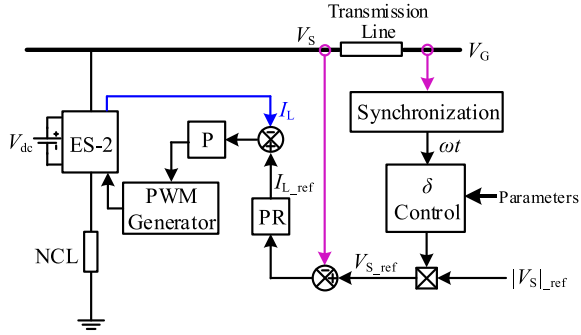 Transmission
Line
V_S
V_G
I_L
V_dc
+
-
ES-2
P
+
-
Synchronization
ωt
δ
Control
Parameters
PWM
Generator
I_L_ref
PR
NCL
V_S_ref
|V_S|_ref
-
+